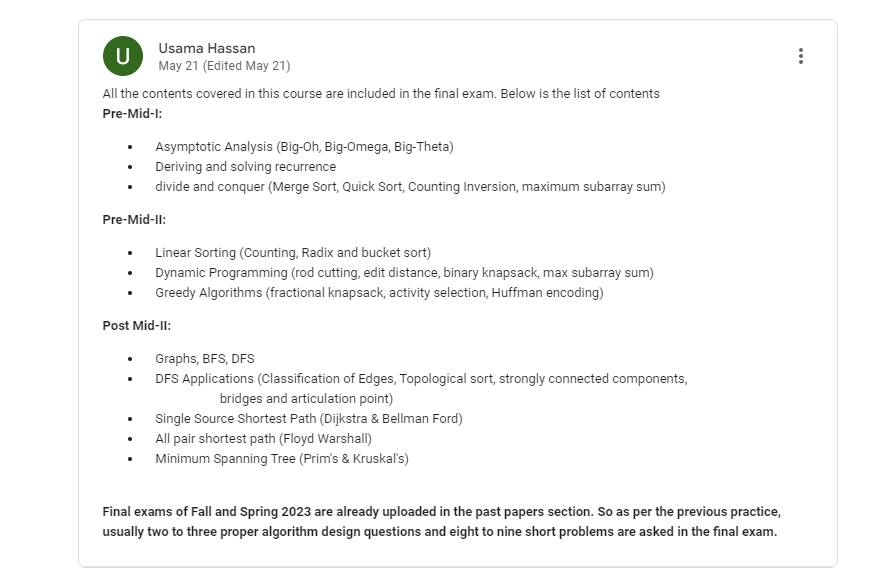 U
Usama Hassan
May 21 (Edited May 21)
All the contents covered in this course are included in the final exam. Below is the list of contents
Pre-Mid-I:
• Asymptotic Analysis (Big-Oh, Big-Omega, Big-Theta)
• Deriving and solving recurrence
• divide and conquer (Merge Sort, Quick Sort, Counting Inversion, maximum subarray sum)
Pre-Mid-II:
• Linear Sorting (Counting, Radix and bucket sort)
• Dynamic Programming (rod cutting, edit distance, binary knapsack, max subarray sum)
• Greedy Algorithms (fractional knapsack, activity selection, Huffman encoding)
Post Mid-II:
• Graphs, BFS, DFS
• DFS Applications (Classification of Edges, Topological sort, strongly connected components,
bridges and articulation point)
• Single Source Shortest Path (Dijkstra & Bellman Ford)
• All pair shortest path (Floyd Warshall)
• Minimum Spanning Tree (Prim's & Kruskal's)
Final exams of Fall and Spring 2023 are already uploaded in the past papers section. So as per the previous practice,
usually two to three proper algorithm design questions and eight to nine short problems are asked in the final exam.